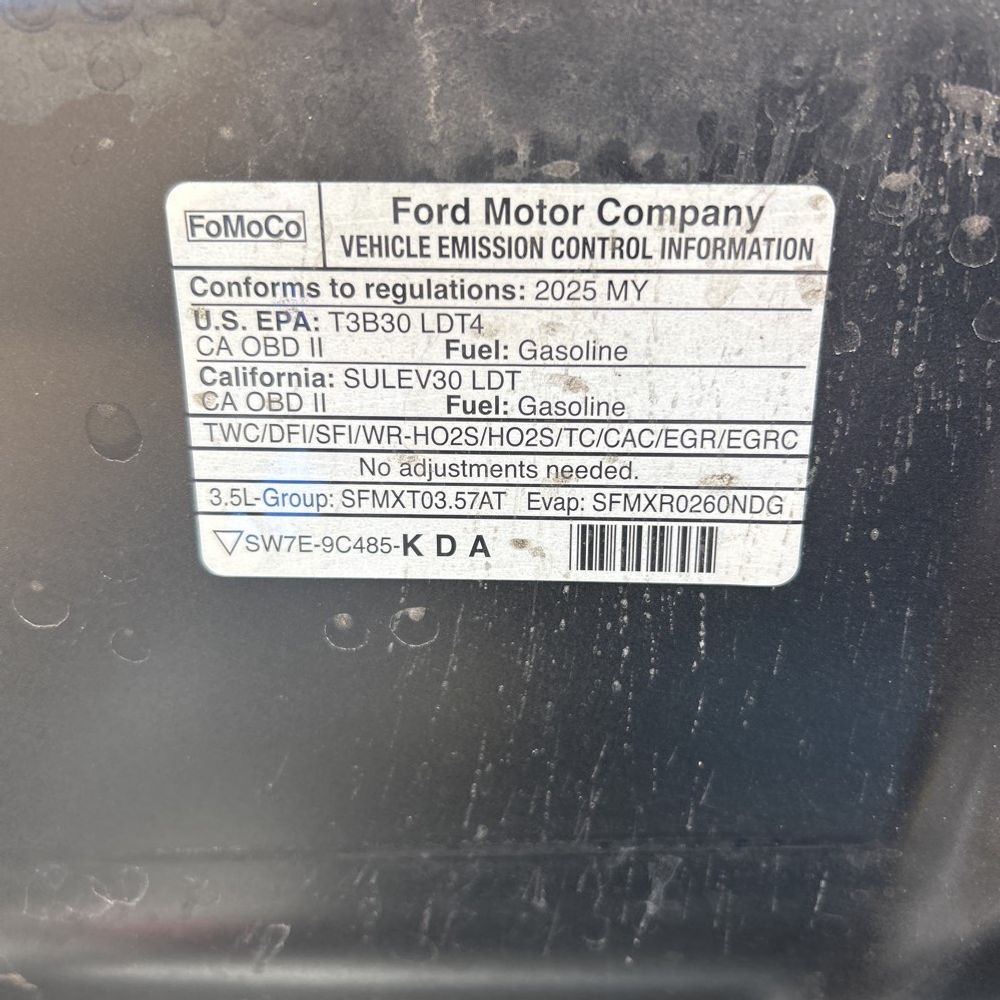 FoMoCo
Ford Motor Company
VEHICLE EMISSION CONTROL INFORMATION
Conforms to regulations: 2025 MY
U.S. EPA: T3B30 LDT4
CA OBD II Fuel: Gasoline
California: SULEV30 LDT
CA OBD II Fuel: Gasoline
TWC/DFI/SFI/WR-HO2S/HO2S/TC/CAC/EGR/EGRC
No adjustments needed.
3.5L-Group: SFMXT03.57AT Evap: SFMXR0260NDG
SW7E-9C485-K D A